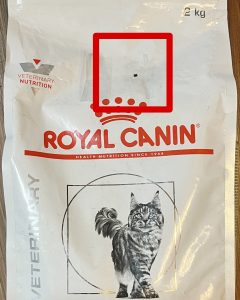 2 kg
VETERINARY
NUTRITION
ROYAL CANIN®
HEALTH NUTRITION SINCE 1968
VETERINARY